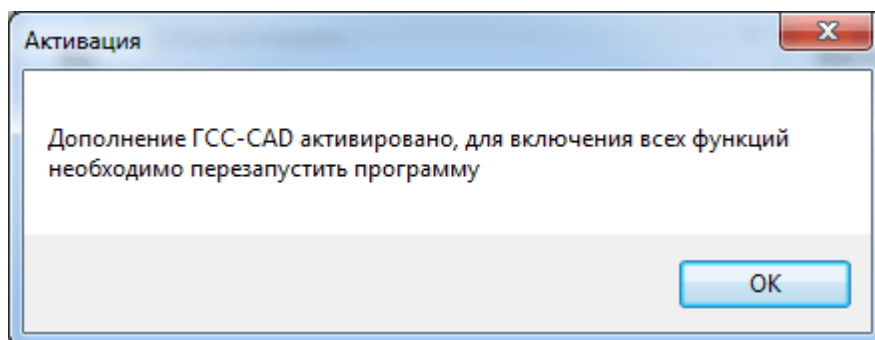 Активация
Дополнение ГСС-CAD активировано, для включения всех функций
необходимо перезапустить программу
OK